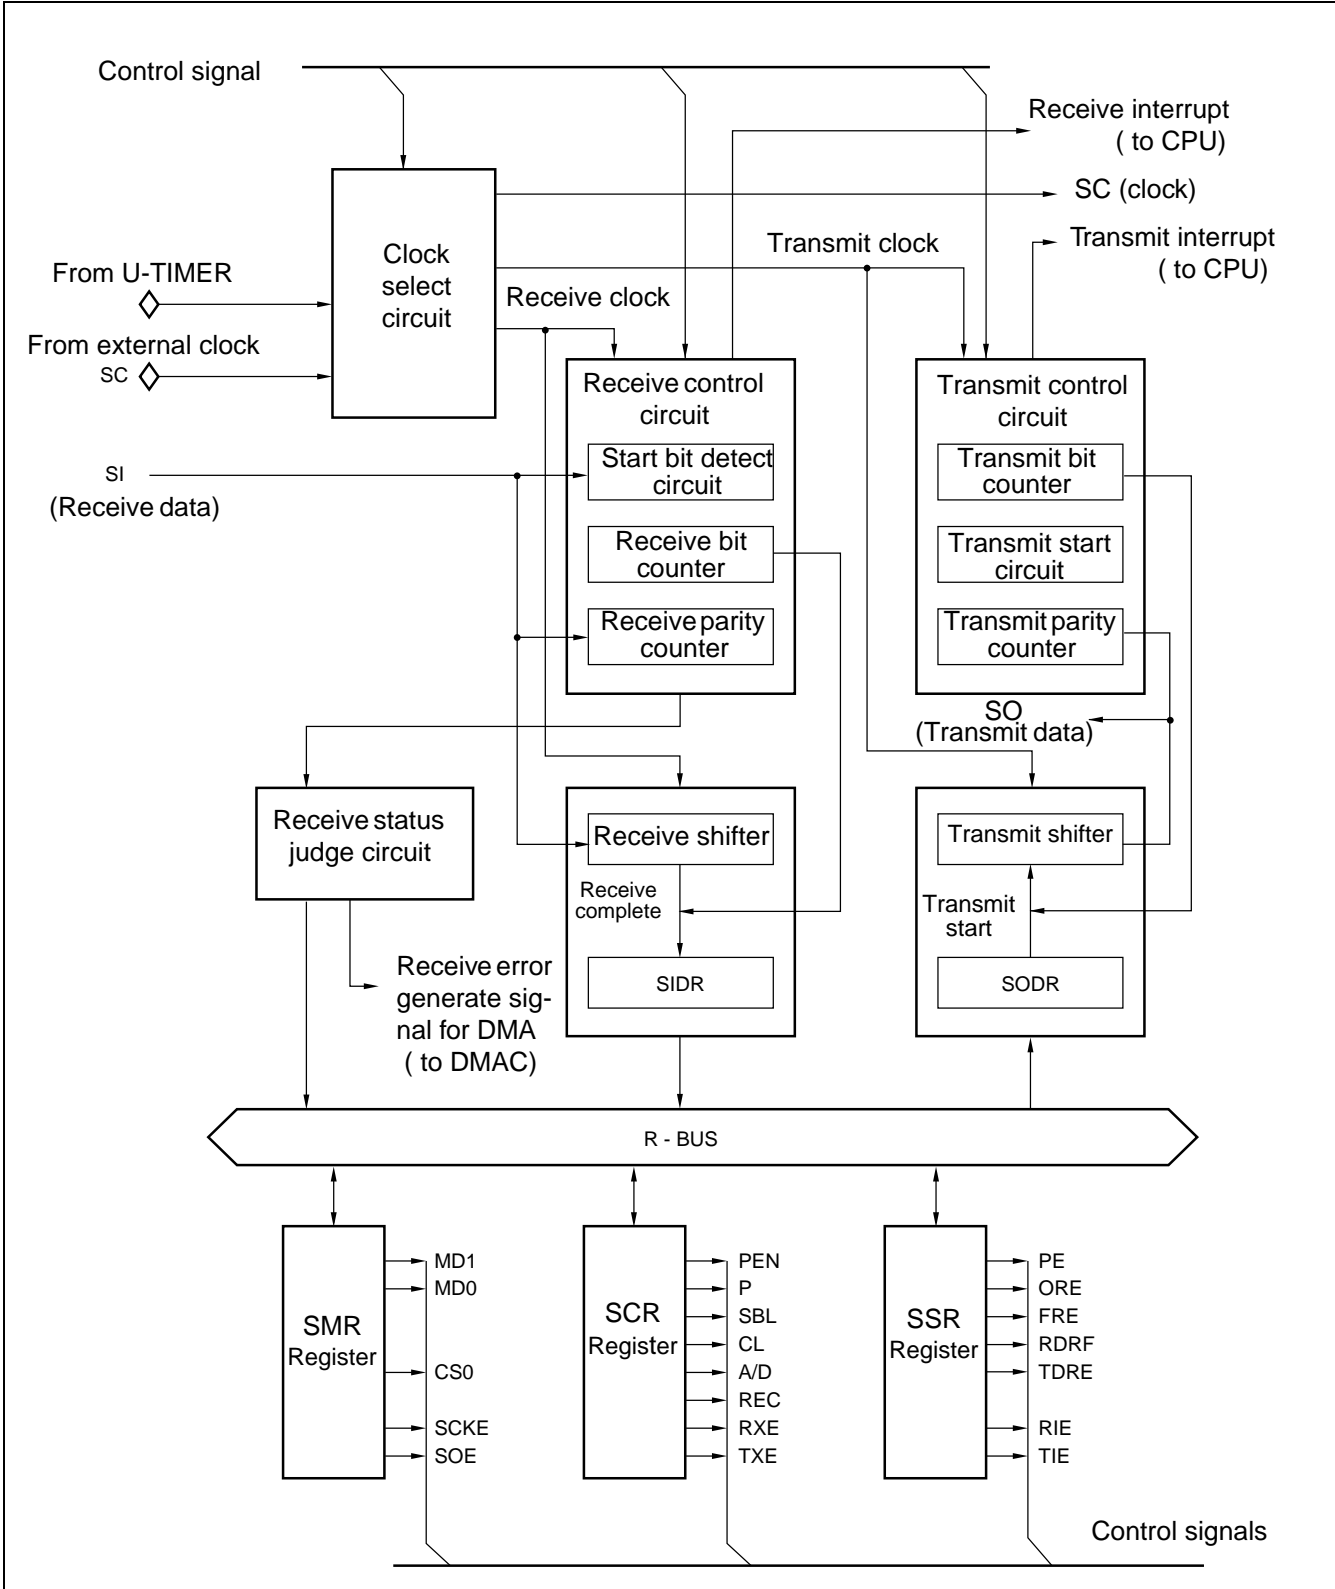 Control signal
Receive interrupt
( to CPU)
SC (clock)
Transmit clock
Transmit interrupt
( to CPU)
Clock
select
circuit
From U-TIMER
Receive clock
From external clock
SC
Receive control
circuit
Transmit control
circuit
SI
(Receive data)
Start bit detect
circuit
Transmit bit
counter
Receive bit
counter
Transmit start
circuit
Receive parity
counter
Transmit parity
counter
SO
(Transmit data)
Receive status
judge circuit
Receive shifter
Transmit shifter
Receive
complete
Transmit
start
Receive error
generate sig-
nal for DMA
( to DMAC)
SIDR
SODR
R - BUS
SMR
Register
MD1
MD0
CS0
SCKE
SOE
SCR
Register
PEN
P
SBL
CL
A/D
REC
RXE
TXE
SSR
Register
PE
ORE
FRE
RDRF
TDRE
RIE
TIE
Control signals